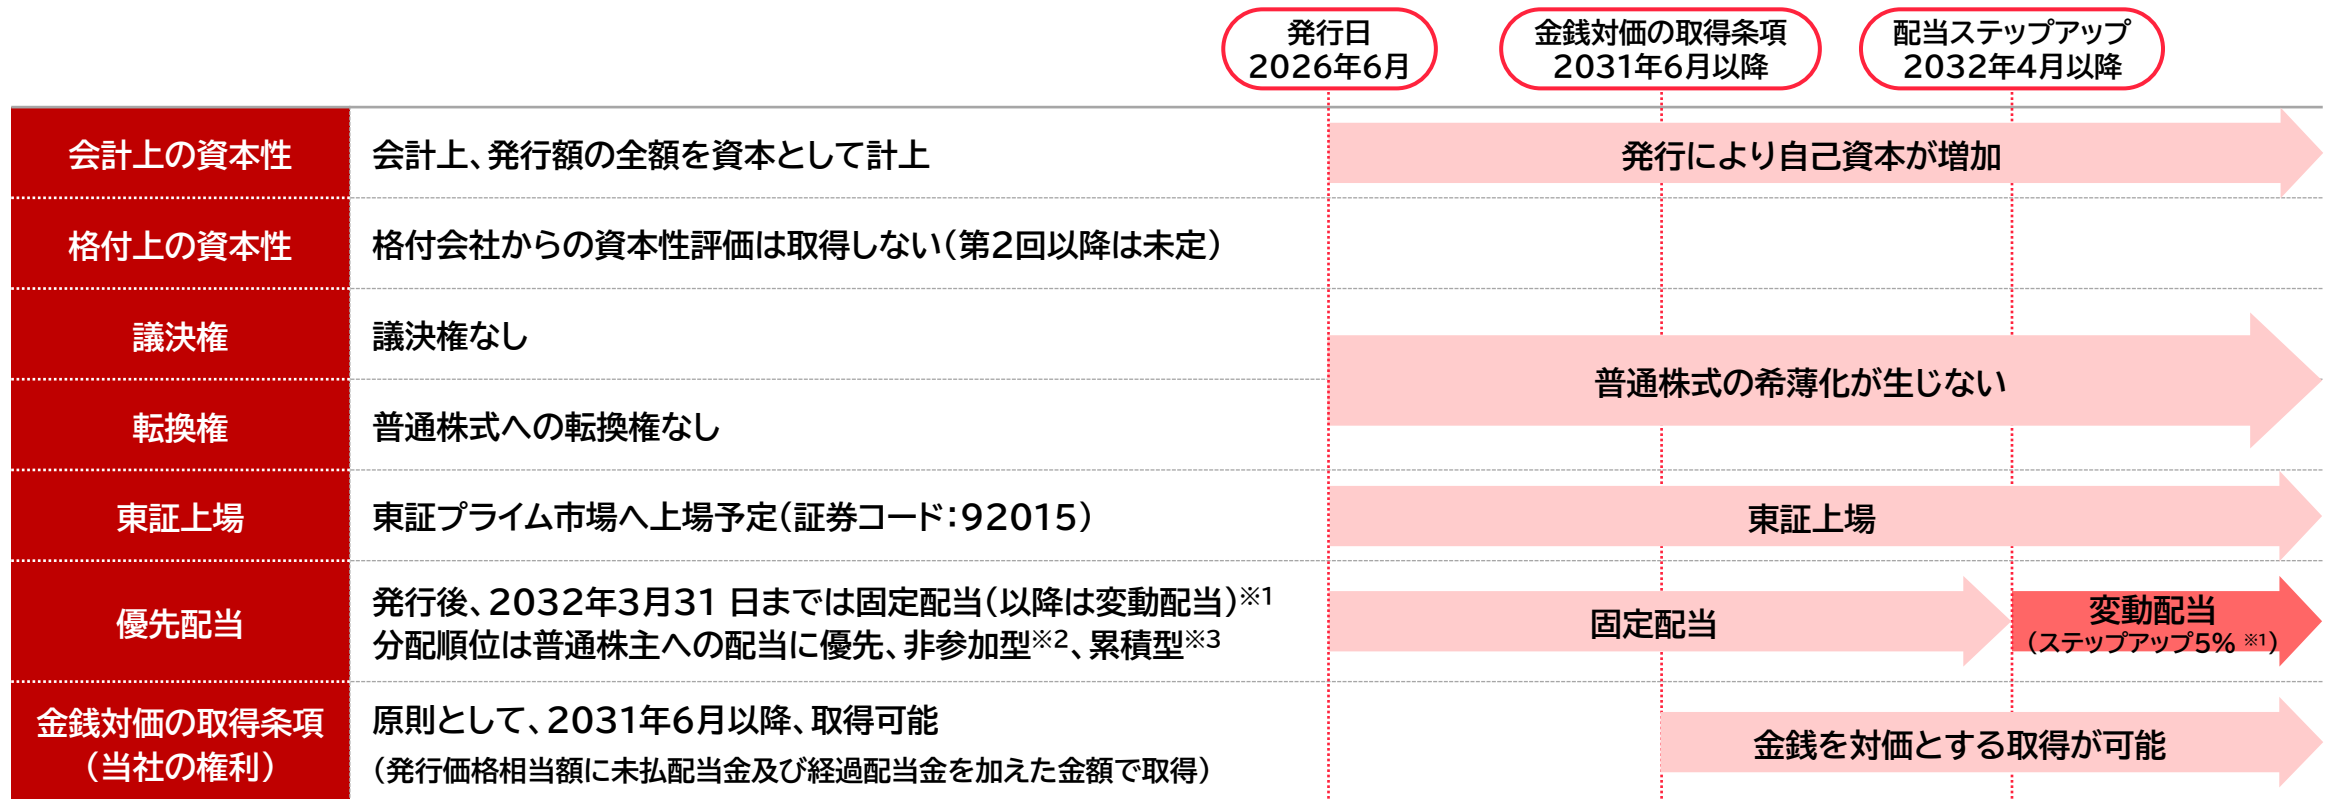 発行日
2026年6月
金銭対価の取得条項
2031年6月以降
配当ステップアップ
2032年4月以降
会計上の資本性
会計上、発行額の全額を資本として計上
発行により自己資本が増加
格付上の資本性
格付会社からの資本性評価は取得しない（第2回以降は未定）
議決権
議決権なし
普通株式の希薄化が生じない
転換権
普通株式への転換権なし
東証上場
東証プライム市場へ上場予定（証券コード：92015）
東証上場
優先配当
発行後、2032年3月31 日までは固定配当（以降は変動配当）※1
分配順位は普通株主への配当に優先、非参加型※2、累積型※3
固定配当
変動配当
（ステップアップ5% ※1）
金銭対価の取得条項
（当社の権利）
原則として、2031年6月以降、取得可能
（発行価格相当額に未払配当金及び経過配当金を加えた金額で取得）
金銭を対価とする取得が可能